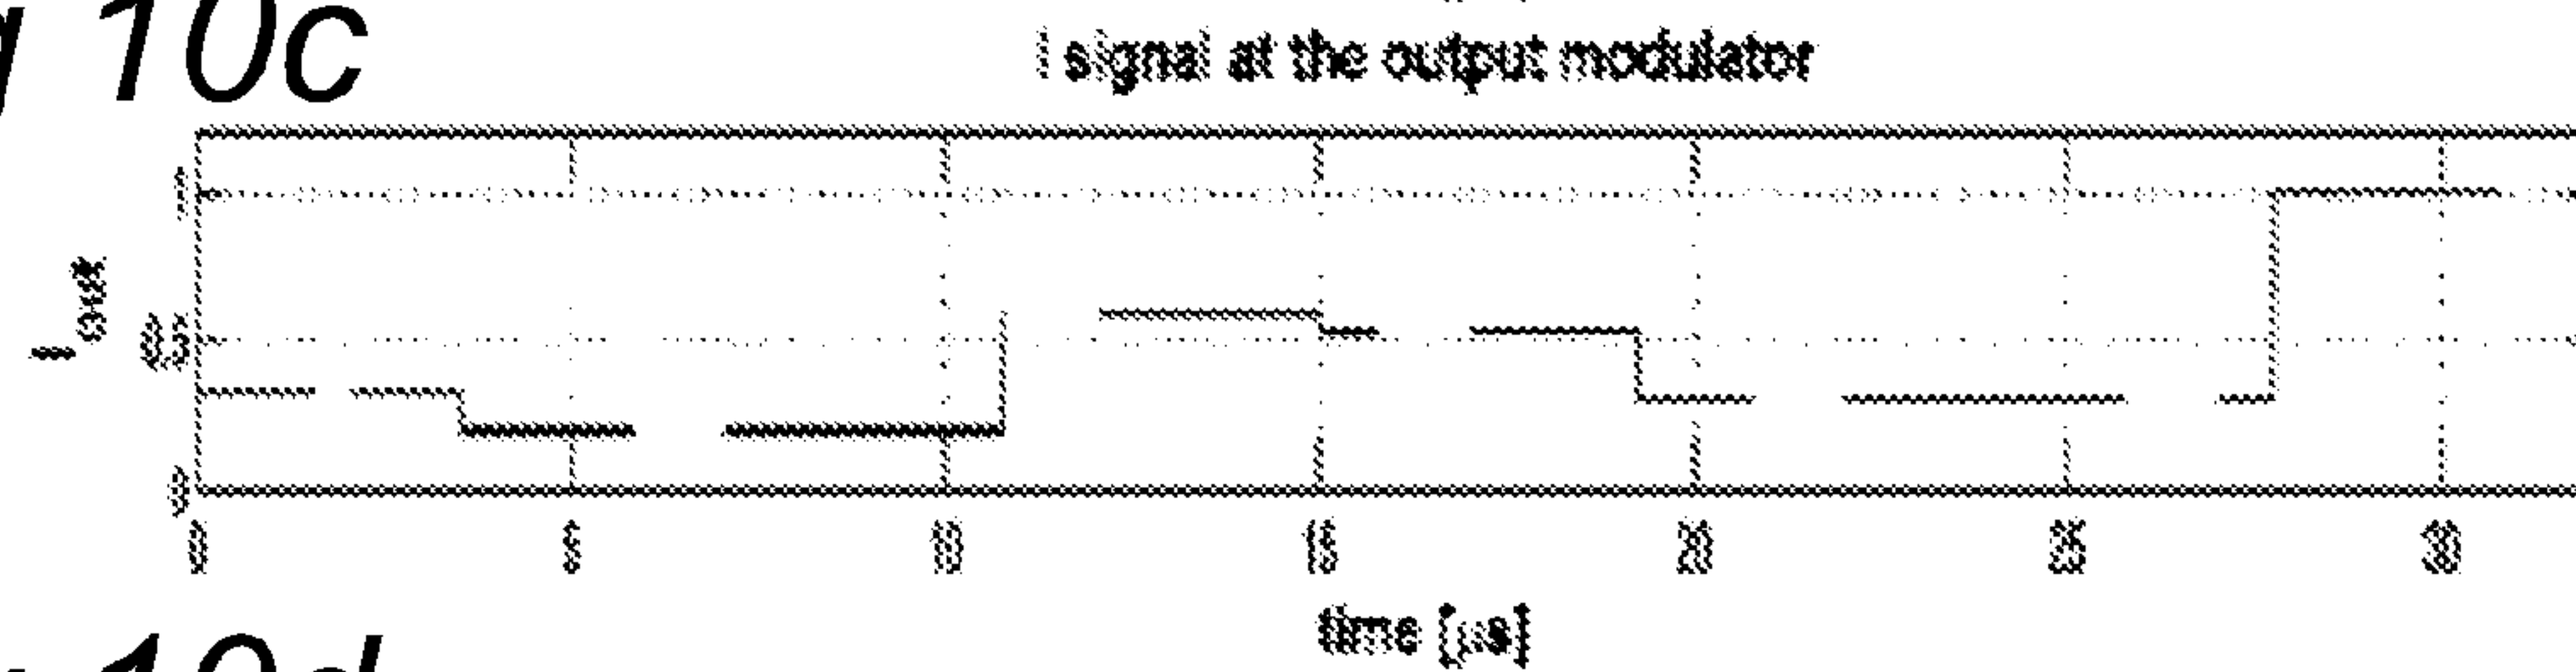 g 10c
I signal at the output modulator
1
I out
0.5
0
0 5 10 15 20 25 30
time [µs]
10d